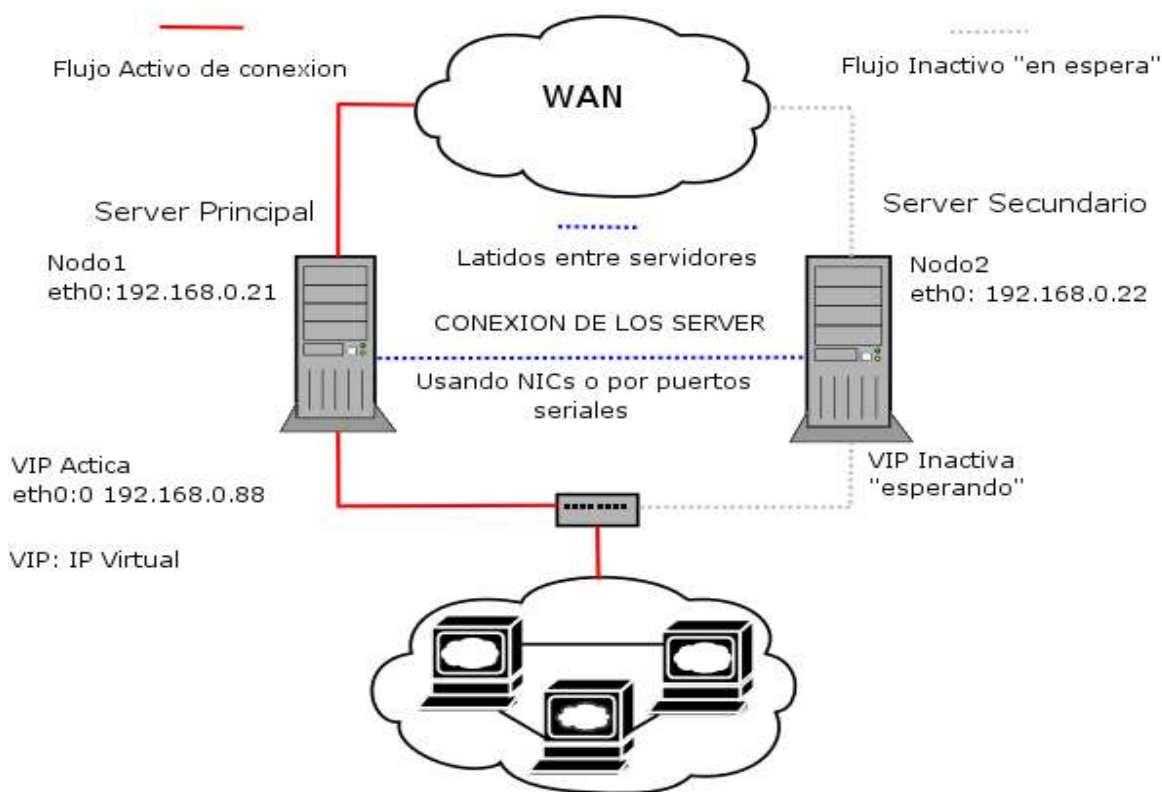 Flujo Activo de conexion
Flujo Inactivo "en espera"
WAN
Server Principal
Server Secundario
Nodo1
eth0:192.168.0.21
Latidos entre servidores
Nodo2
eth0: 192.168.0.22
CONEXION DE LOS SERVER
Usando NICs o por puertos
seriales
VIP Actica
eth0:0 192.168.0.88
VIP Inactiva
"esperando"
VIP: IP Virtual